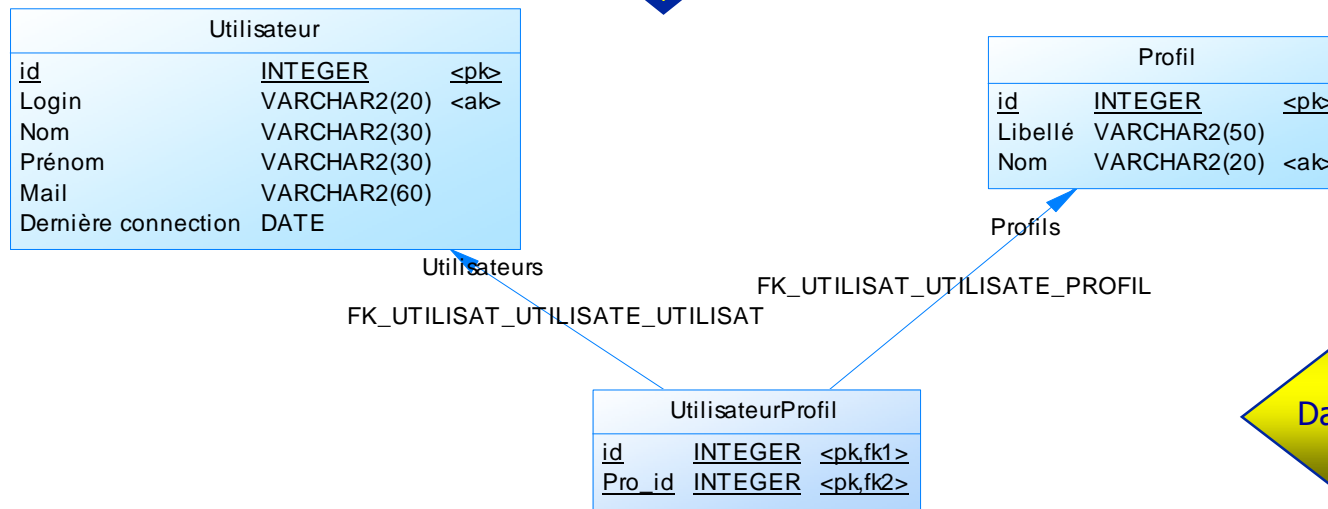 Utilisateur
id INTEGER <pk>
Login VARCHAR2(20) <ak>
Nom VARCHAR2(30)
Prénom VARCHAR2(30)
Mail VARCHAR2(60)
Dernière connection DATE
Profil
id INTEGER <pk>
Libellé VARCHAR2(50)
Nom VARCHAR2(20) <ak>
Profils
Utilisateurs
FK_UTILISAT_UTILISATE_PROFIL
FK_UTILISAT_UTILISATE_UTILISAT
UtilisateurProfil
id INTEGER <pk,fk1>
Pro_id INTEGER <pk,fk2>
Da